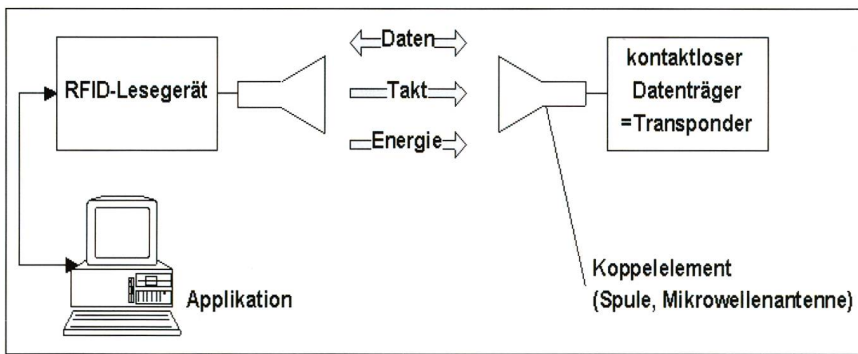 RFID-Lesegerät
Daten
Takt
Energie
kontaktloser
Datenträger
=Transponder
Applikation
Koppelelement
(Spule, Mikrowellenantenne)